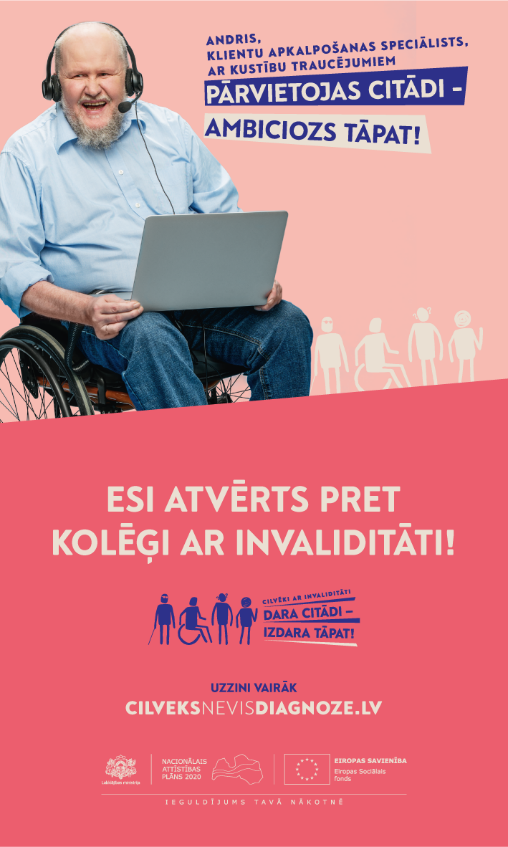 ANDRIS,
KLIENTU APKALPOŠANAS SPECIĀLISTS,
AR KUSTĪBU TRAUCĒJUMIEM
PĀRVIETOJAS CITĀDI –
AMBICIOZS TĀPAT!
ESI ATVĒRTS PRET
KOLĒĢI AR INVALIDITĀTI!
CILVĒKI AR INVALIDITĀTI
DARA CITĀDI –
IZDARA TĀPAT!
UZZINI VAIRĀK
CILVEKSNEVISDIAGNOZE.LV
Labklājības ministrija
NACIONĀLAIS
ATTĪSTĪBAS
PLĀNS 2020
EIROPAS SAVIENĪBA
Eiropas Sociālais
fonds
IEGULDĪJUMS TAVĀ NĀKOTNĒ